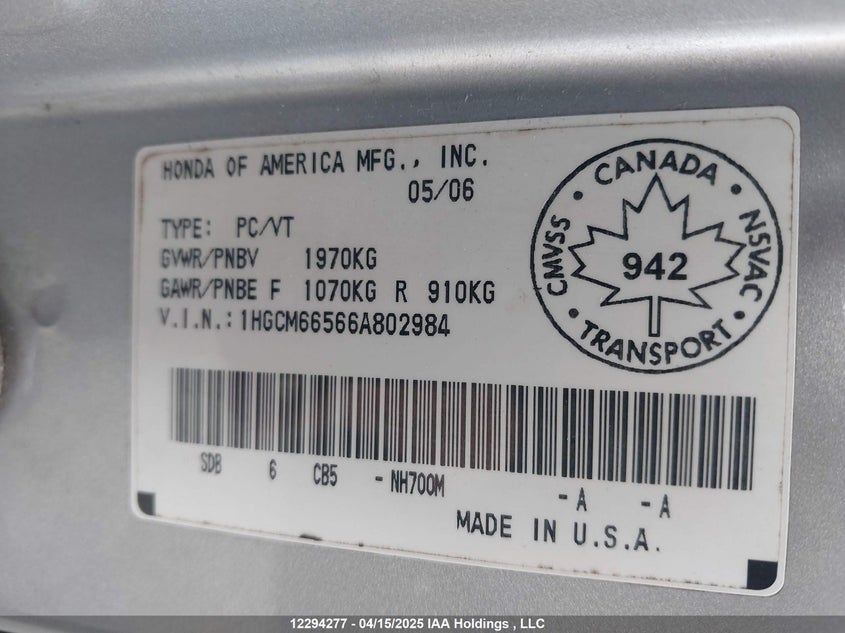 HONDA OF AMERICA MFG., INC.
05/06
TYPE: PC/VT
GVWR/PNBV 1970KG
GAWR/PNBE F 1070KG R 910KG
V.I.N.: 1HGCM66566A802984
CANADA
CMVSS
942
NSVAC
TRANSPORT
SDB 6 CB5 - NH700M - A - A
MADE IN U.S.A.
12294277 - 04/15/2025 IAA Holdings , LLC